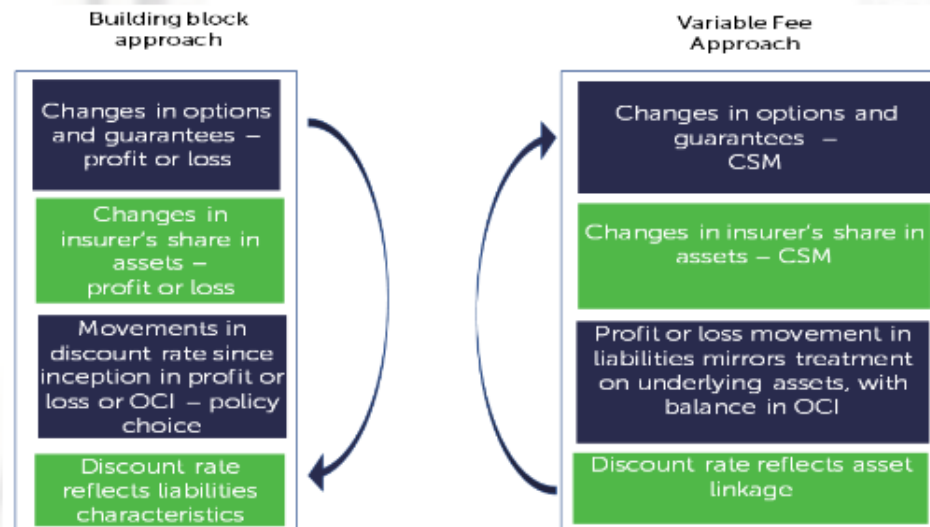 Building block
approach
Changes in options
and guarantees –
profit or loss
Changes in
insurer's share in
assets –
profit or loss
Movements in
discount rate since
inception in profit or
loss or OCI – policy
choice
Discount rate
reflects liabilities
characteristics
Variable Fee
Approach
Changes in options and
guarantees –
CSM
Changes in insurer's share in
assets – CSM
Profit or loss movement in
liabilities mirrors treatment
on underlying assets, with
balance in OCI
Discount rate reflects asset
linkage